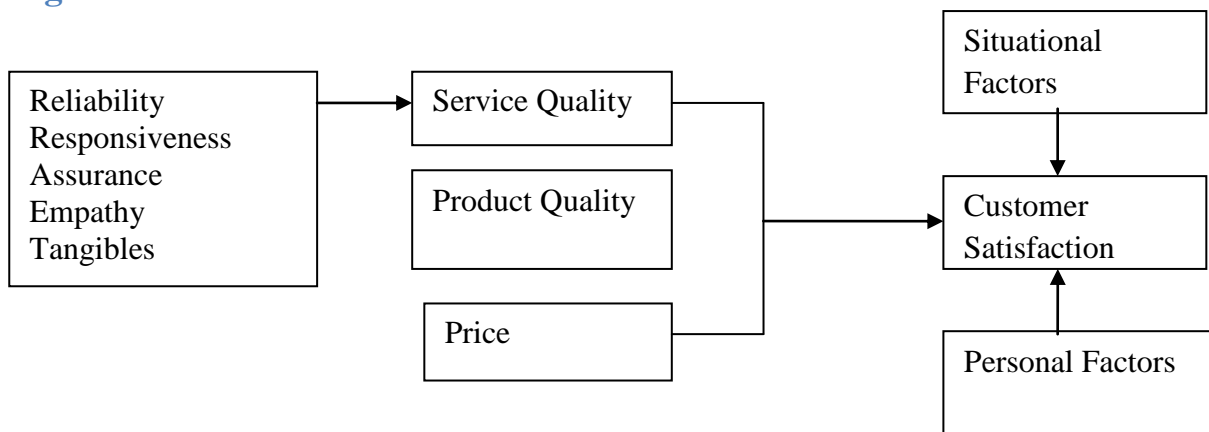 Situational
Factors
Reliability
Responsiveness
Assurance
Empathy
Tangibles
Service Quality
Product Quality
Price
Customer
Satisfaction
Personal Factors